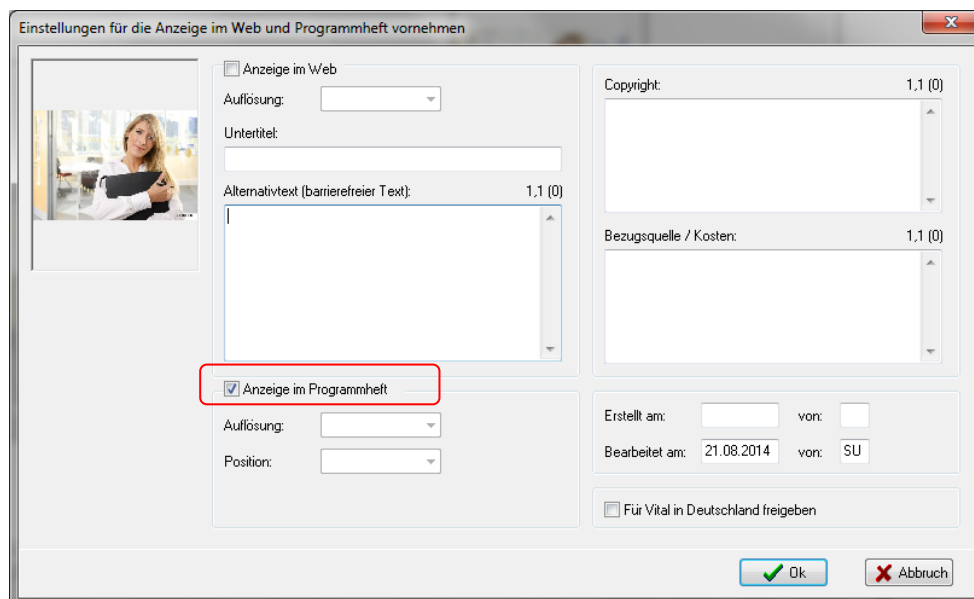 Einstellungen für die Anzeige im Web und Programmheft vornehmen
Anzeige im Web
Auflösung:
Untertitel:
Alternativtext (barrierefreier Text): 1,1 (0)
Anzeige im Programmheft
Auflösung:
Position:
Copyright: 1,1 (0)
Bezugsquelle / Kosten: 1,1 (0)
Erstellt am: von:
Bearbeitet am: 21.08.2014 von: SU
Für Vital in Deutschland freigeben
Ok Abbruch